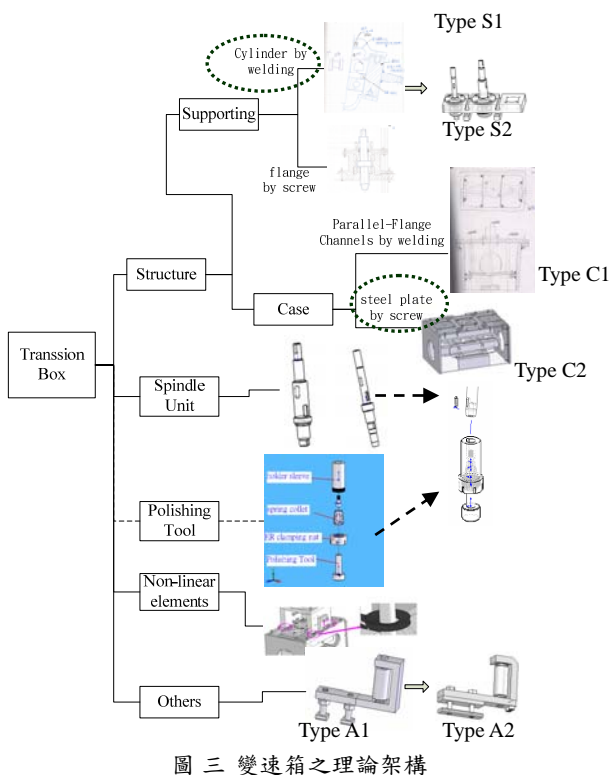 Type S1
Cylinder by
welding
Supporting
Type S2
flange
by screw
Parallel-Flange
Channels by welding
Structure
Type C1
Case
steel plate
by screw
Transsion
Box
Type C2
Spindle
Unit
holder sleeve
Polishing
Tool
spring collet
ER clamping nut
Polishing Tool
Non-linear
elements
Others
Type A1
Type A2
圖 三 變速箱之理論架構